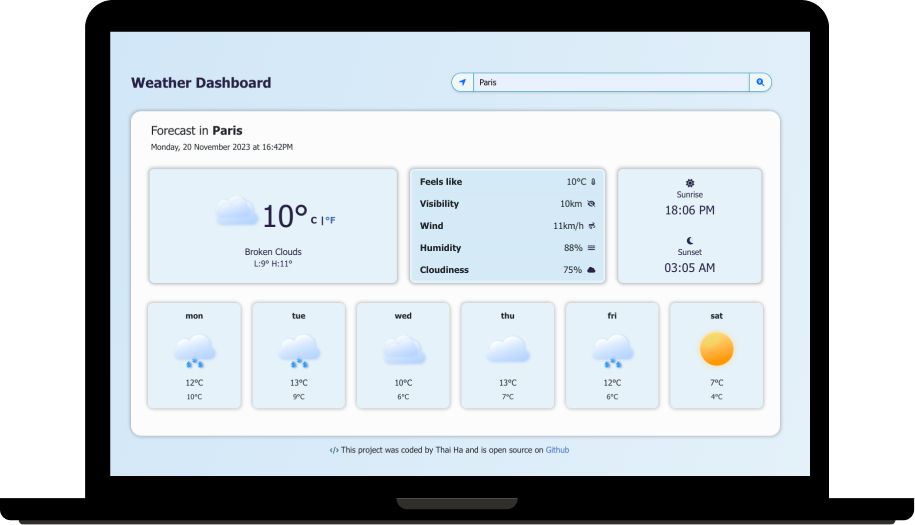 Weather Dashboard
Paris
Forecast in Paris
Monday, 20 November 2023 at 16:42PM
10° C | °F
Broken Clouds
L:9° H:11°
Feels like 10°C
Visibility 10km
Wind 11km/h
Humidity 88%
Cloudiness 75%
Sunrise
18:06 PM
Sunset
03:05 AM
mon tue wed thu fri sat
12°C 13°C 10°C 13°C 12°C 7°C
10°C 9°C 6°C 7°C 6°C 4°C
</> This project was coded by Thai Ha and is open source on Github